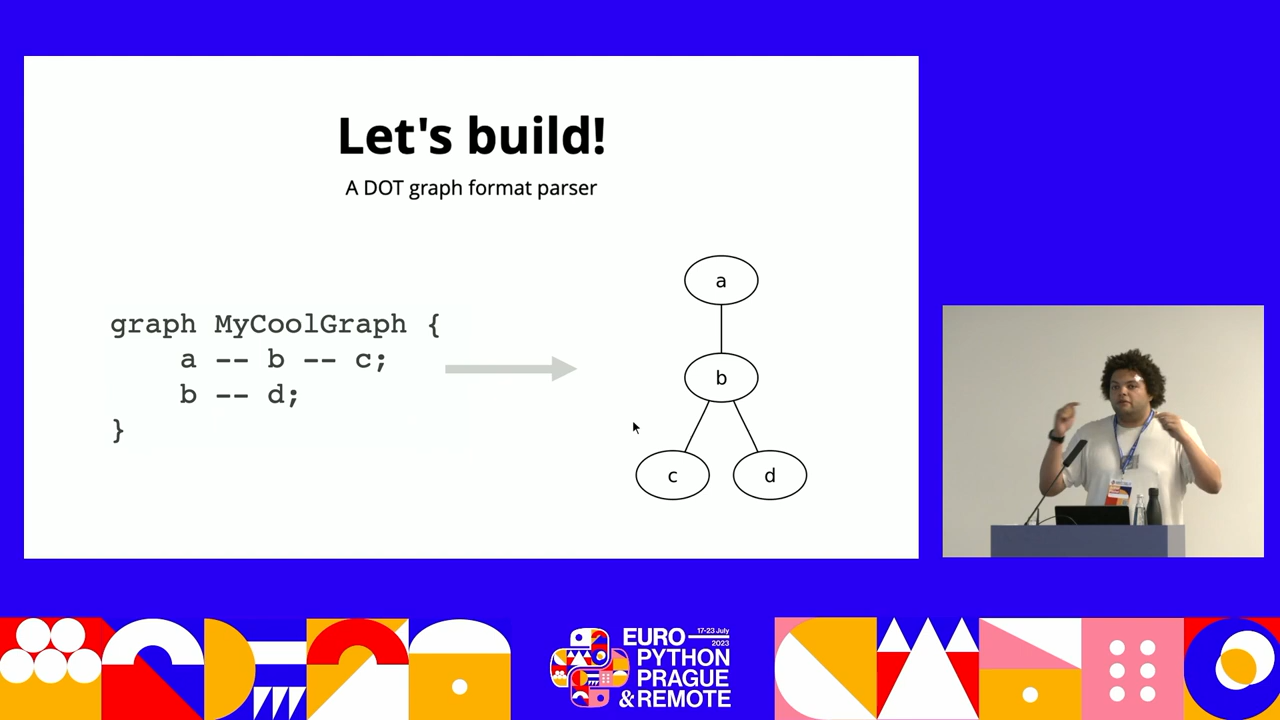 Let's build!
A DOT graph format parser
graph MyCoolGraph {
a -- b -- c;
b -- d;
}
a
b
c
d
EURO
17-23 July
2023
PYTHON
PRAGUE
& REMOTE